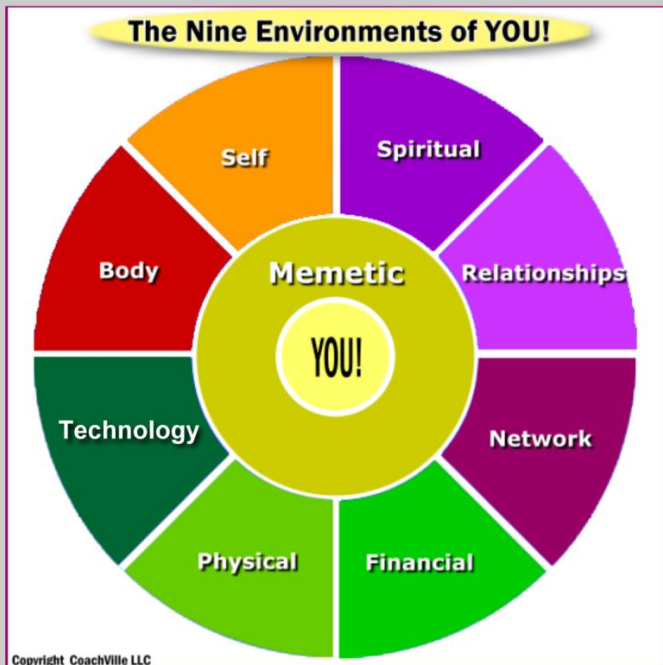 The Nine Environments of YOU!
Self
Spiritual
Body
Memetic
Relationships
YOU!
Technology
Network
Physical
Financial
Copyright CoachVille LLC